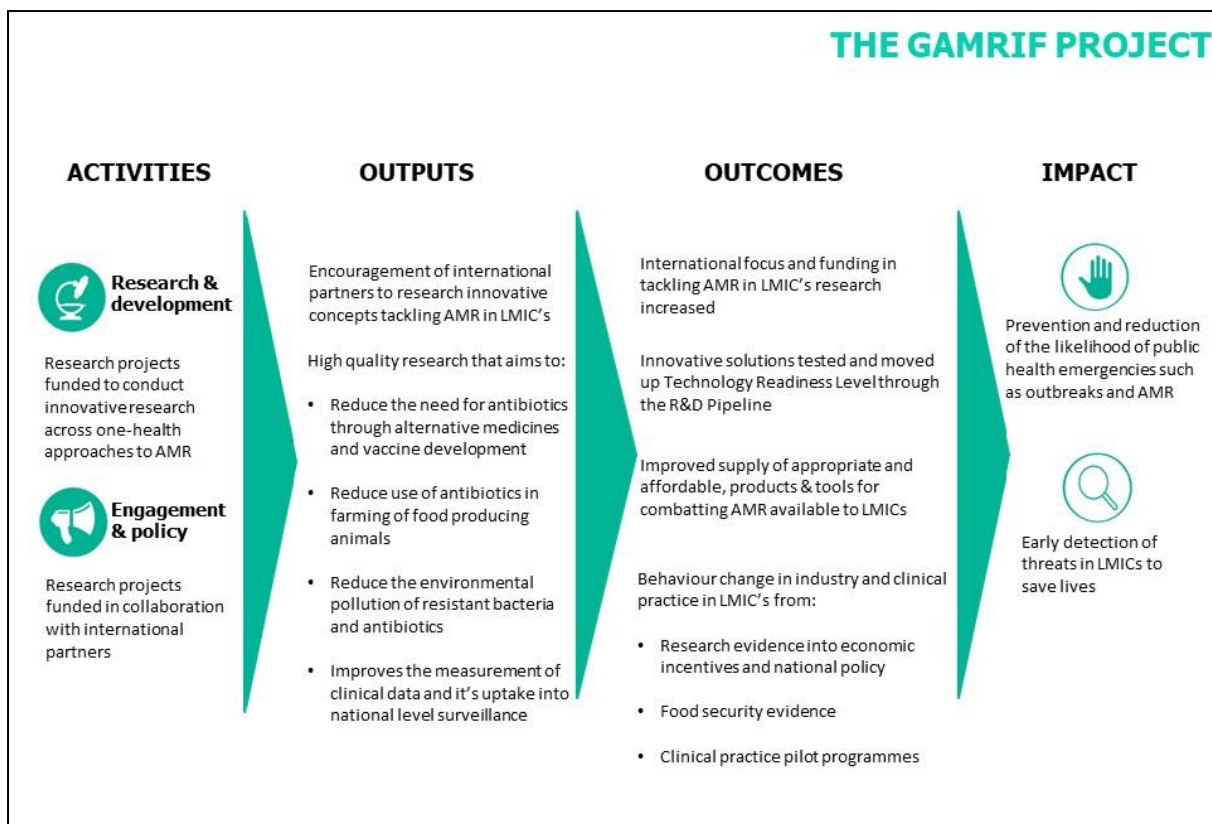 THE GAMRIF PROJECT
ACTIVITIES
Research &
development
Research projects
funded to conduct
innovative research
across one-health
approaches to AMR
Engagement
& policy
Research projects
funded in collaboration
with international
partners
OUTPUTS
Encouragement of international
partners to research innovative
concepts tackling AMR in LMIC's
High quality research that aims to:
• Reduce the need for antibiotics
through alternative medicines
and vaccine development
• Reduce use of antibiotics in
farming of food producing
animals
• Reduce the environmental
pollution of resistant bacteria
and antibiotics
• Improves the measurement of
clinical data and it's uptake into
national level surveillance
OUTCOMES
International focus and funding in
tackling AMR in LMIC's research
increased
Innovative solutions tested and moved
up Technology Readiness Level through
the R&D Pipeline
Improved supply of appropriate and
affordable, products & tools for
combatting AMR available to LMICs
Behaviour change in industry and clinical
practice in LMIC's from:
• Research evidence into economic
incentives and national policy
• Food security evidence
• Clinical practice pilot programmes
IMPACT
Prevention and reduction
of the likelihood of public
health emergencies such
as outbreaks and AMR
Early detection of
threats in LMICs to
save lives